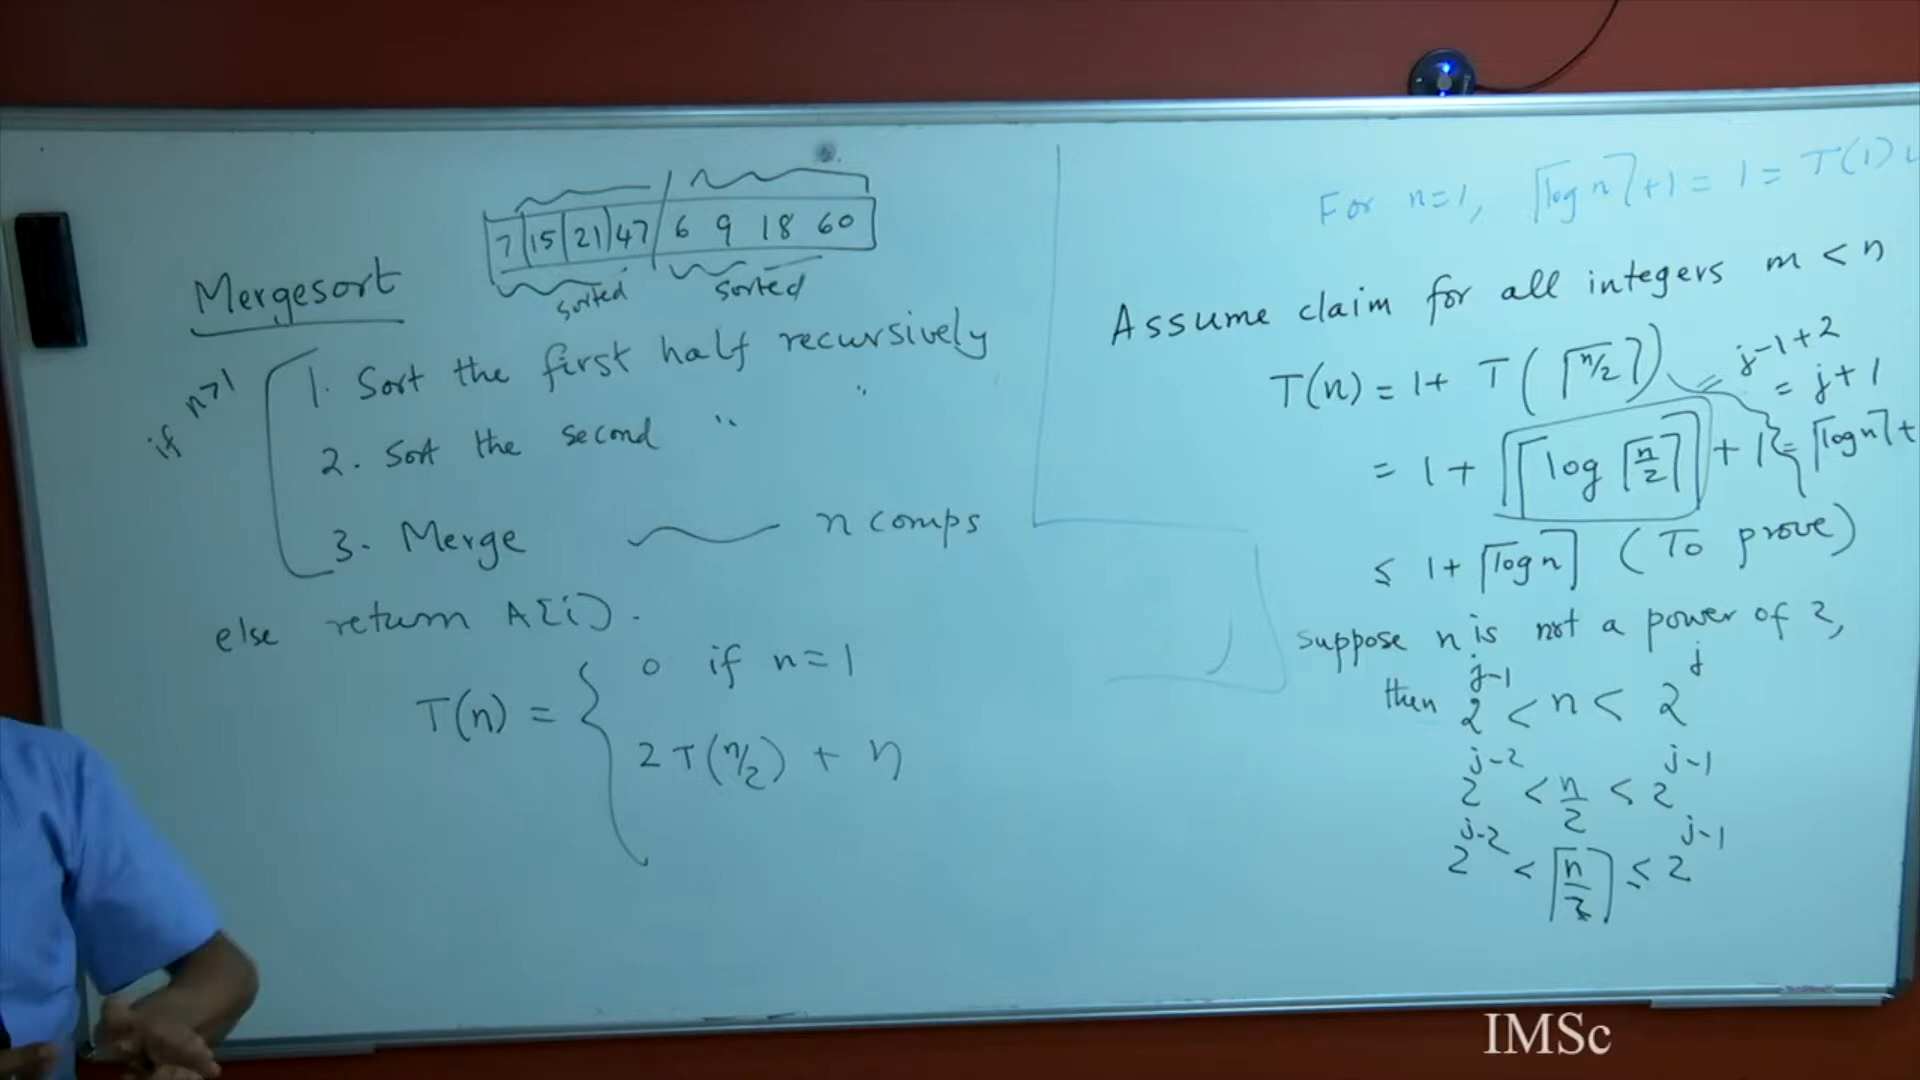 7 15 21 47 6 9 18 60
sorted sorted
Mergesort
if n>1
1. Sort the first half recursively
2. Sort the second " "
3. Merge n comps
else return A[i].
T(n) = { 0 if n=1
2T(n/2) + n
For n=1, ⌈log n⌉+1 = 1 = T(1)
Assume claim for all integers m < n
T(n) = 1+ T(⌈n/2⌉) = j-1+2
= j+1
= 1+ ⌈log ⌈n/2⌉⌉ + 1 = ⌈log n⌉+
≤ 1+ ⌈log n⌉ (To prove)
Suppose n is not a power of 2,
then 2^{j-1} < n < 2^{j}
2^{j-2} < n/2 < 2^{j-1}
2^{j-2} < ⌈n/2⌉ ≤ 2^{j-1}
IMSc